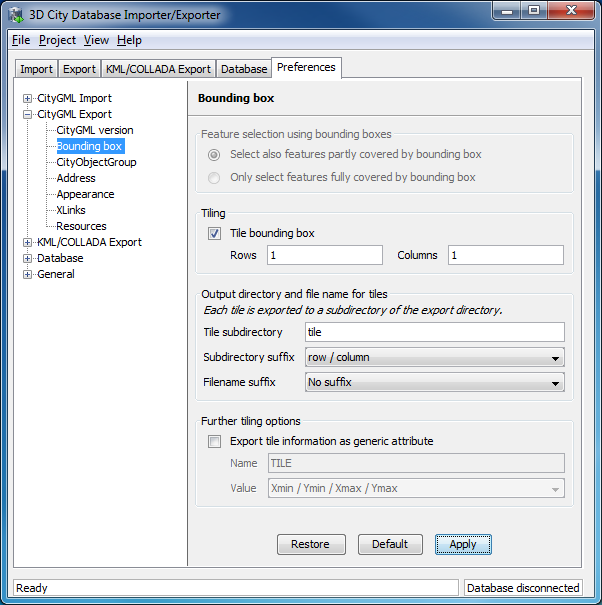 3D City Database Importer/Exporter
File Project View Help
Import Export KML/COLLADA Export Database Preferences
CityGML Import
CityGML Export
CityGML version
Bounding box
CityObjectGroup
Address
Appearance
XLinks
Resources
KML/COLLADA Export
Database
General
Bounding box
Feature selection using bounding boxes
Select also features partly covered by bounding box
Only select features fully covered by bounding box
Tiling
Tile bounding box
Rows 1 Columns 1
Output directory and file name for tiles
Each tile is exported to a subdirectory of the export directory.
Tile subdirectory tile
Subdirectory suffix row / column
Filename suffix No suffix
Further tiling options
Export tile information as generic attribute
Name TILE
Value Xmin / Ymin / Xmax / Ymax
Restore Default Apply
Ready Database disconnected